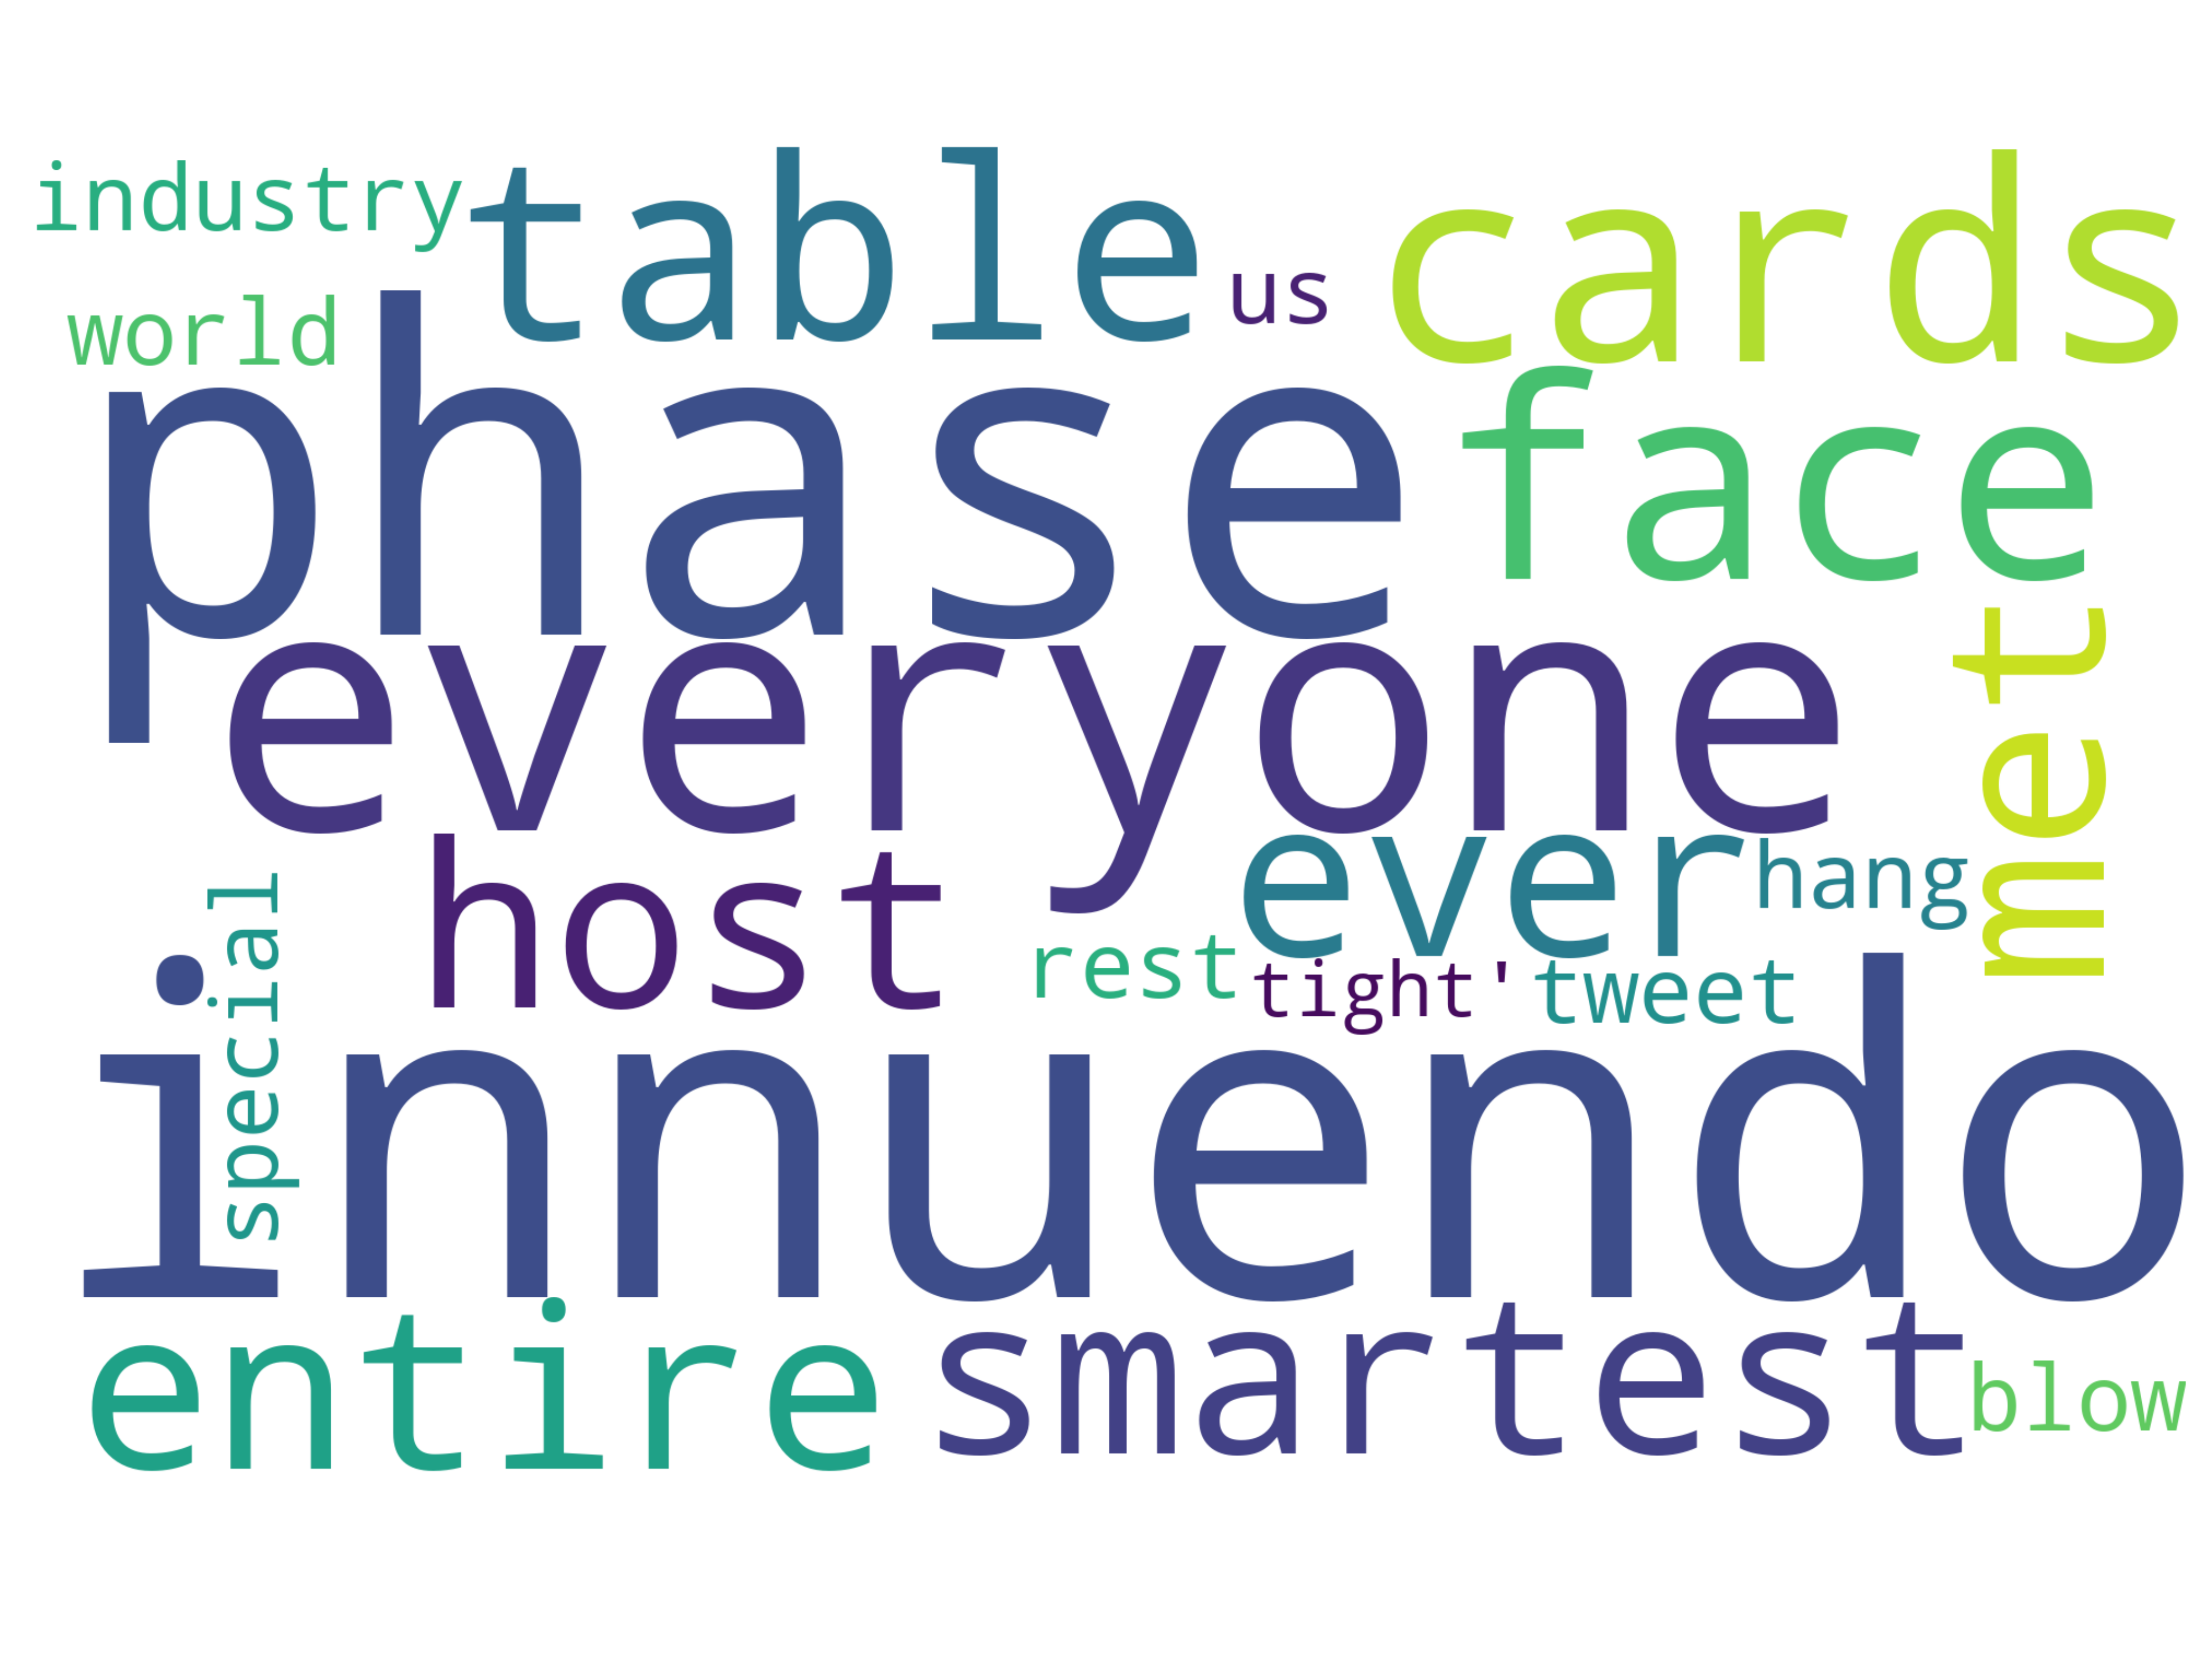 industry
table
us
cards
world
phase
face
everyone
met
host
ever
hang
special
rest
tight'
tweet
innuendo
entire
smartest
blow